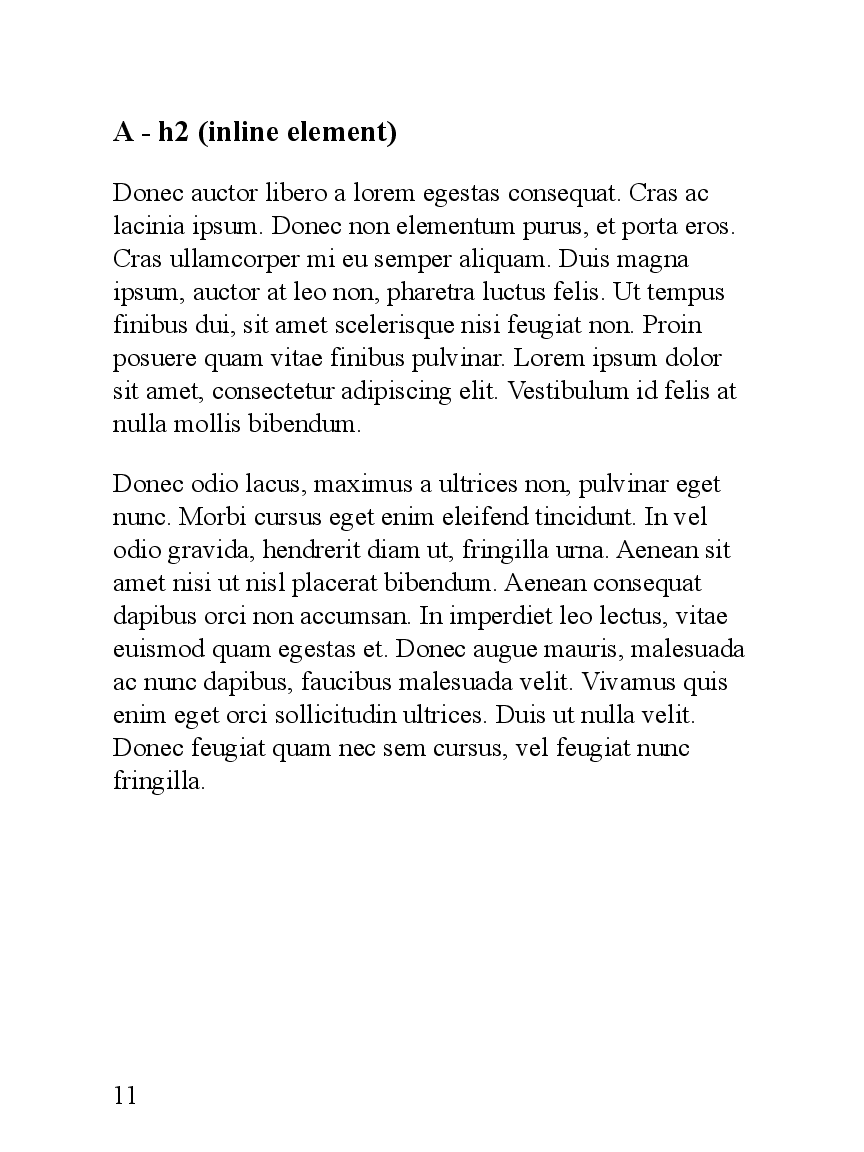 A - h2 (inline element)
Donec auctor libero a lorem egestas consequat. Cras ac
lacinia ipsum. Donec non elementum purus, et porta eros.
Cras ullamcorper mi eu semper aliquam. Duis magna
ipsum, auctor at leo non, pharetra luctus felis. Ut tempus
finibus dui, sit amet scelerisque nisi feugiat non. Proin
posuere quam vitae finibus pulvinar. Lorem ipsum dolor
sit amet, consectetur adipiscing elit. Vestibulum id felis at
nulla mollis bibendum.
Donec odio lacus, maximus a ultrices non, pulvinar eget
nunc. Morbi cursus eget enim eleifend tincidunt. In vel
odio gravida, hendrerit diam ut, fringilla urna. Aenean sit
amet nisi ut nisl placerat bibendum. Aenean consequat
dapibus orci non accumsan. In imperdiet leo lectus, vitae
euismod quam egestas et. Donec augue mauris, malesuada
ac nunc dapibus, faucibus malesuada velit. Vivamus quis
enim eget orci sollicitudin ultrices. Duis ut nulla velit.
Donec feugiat quam nec sem cursus, vel feugiat nunc
fringilla.
11